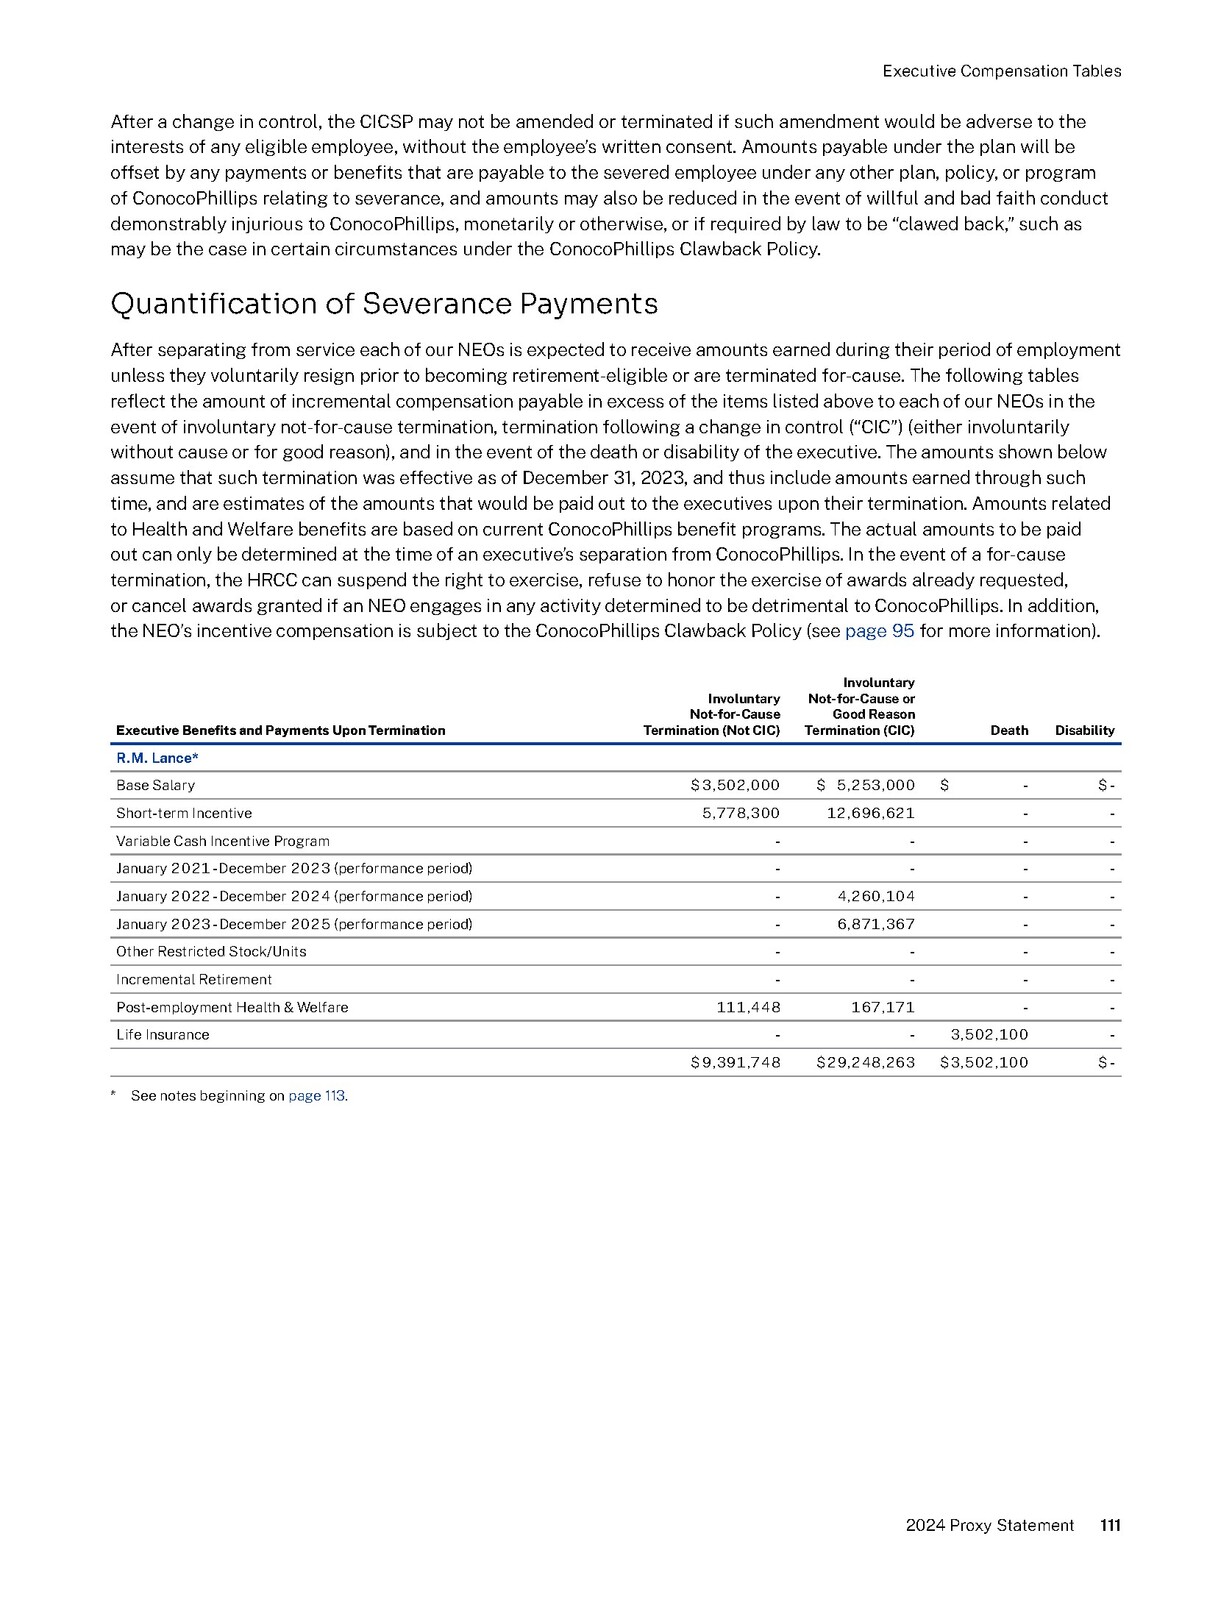 Executive Compensation Tables
After a change in control, the CICSP may not be amended or terminated if such amendment would be adverse to the
interests of any eligible employee, without the employee’s written consent. Amounts payable under the plan will be
offset by any payments or benefits that are payable to the severed employee under any other plan, policy, or program
of ConocoPhillips relating to severance, and amounts may also be reduced in the event of willful and bad faith conduct
demonstrably injurious to ConocoPhillips, monetarily or otherwise, or if required by law to be “clawed back,” such as
may be the case in certain circumstances under the ConocoPhillips Clawback Policy.
Quantification of Severance Payments
After separating from service each of our NEOs is expected to receive amounts earned during their period of employment
unless they voluntarily resign prior to becoming retirement-eligible or are terminated for-cause. The following tables
reflect the amount of incremental compensation payable in excess of the items listed above to each of our NEOs in the
event of involuntary not-for-cause termination, termination following a change in control (“CIC”) (either involuntarily
without cause or for good reason), and in the event of the death or disability of the executive. The amounts shown below
assume that such termination was effective as of December 31, 2023, and thus include amounts earned through such
time, and are estimates of the amounts that would be paid out to the executives upon their termination. Amounts related
to Health and Welfare benefits are based on current ConocoPhillips benefit programs. The actual amounts to be paid
out can only be determined at the time of an executive’s separation from ConocoPhillips. In the event of a for-cause
termination, the HRCC can suspend the right to exercise, refuse to honor the exercise of awards already requested,
or cancel awards granted if an NEO engages in any activity determined to be detrimental to ConocoPhillips. In addition,
the NEO’s incentive compensation is subject to the ConocoPhillips Clawback Policy (see page 95 for more information).
Involuntary
Involuntary Not-for-Cause or
Not-for-Cause Good Reason
Executive Benefits and Payments Upon Termination Termination (Not CIC) Termination (CIC) Death Disability
R.M. Lance*
Base Salary $3,502,000 $ 5,253,000 $ - $-
Short-term Incentive 5,778,300 12,696,621 - -
Variable Cash Incentive Program - - - -
January 2021-December 2023 (performance period) - - - -
January 2022-December 2024 (performance period) - 4,260,104 - -
January 2023-December 2025 (performance period) - 6,871,367 - -
Other Restricted Stock/Units - - - -
Incremental Retirement - - - -
Post-employment Health & Welfare 111,448 167,171 - -
Life Insurance - - 3,502,100 -
$9,391,748 $29,248,263 $3,502,100 $-
* See notes beginning on page 113.
2024 Proxy Statement 111